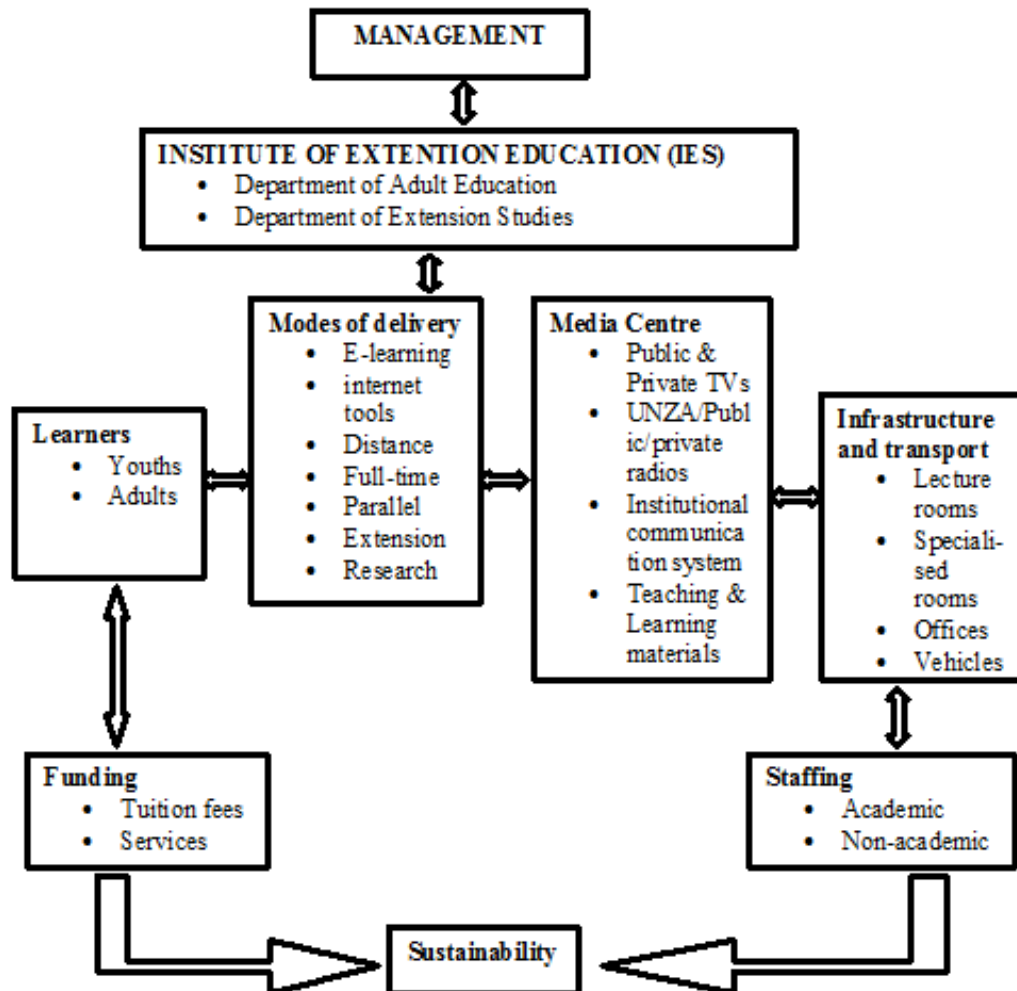 MANAGEMENT
INSTITUTE OF EXTENTION EDUCATION (IES)
• Department of Adult Education
• Department of Extension Studies
Modes of delivery
• E-learning
• internet
tools
• Distance
• Full-time
• Parallel
• Extension
• Research
Media Centre
• Public &
Private TVs
• UNZA/Publ
ic/private
radios
• Institutional
communica
tion system
• Teaching &
Learning
materials
Learners
• Youths
• Adults
Infrastructure
and transport
• Lecture
rooms
• Speciali-
sed
rooms
• Offices
• Vehicles
Funding
• Tuition fees
• Services
Staffing
• Academic
• Non-academic
Sustainability